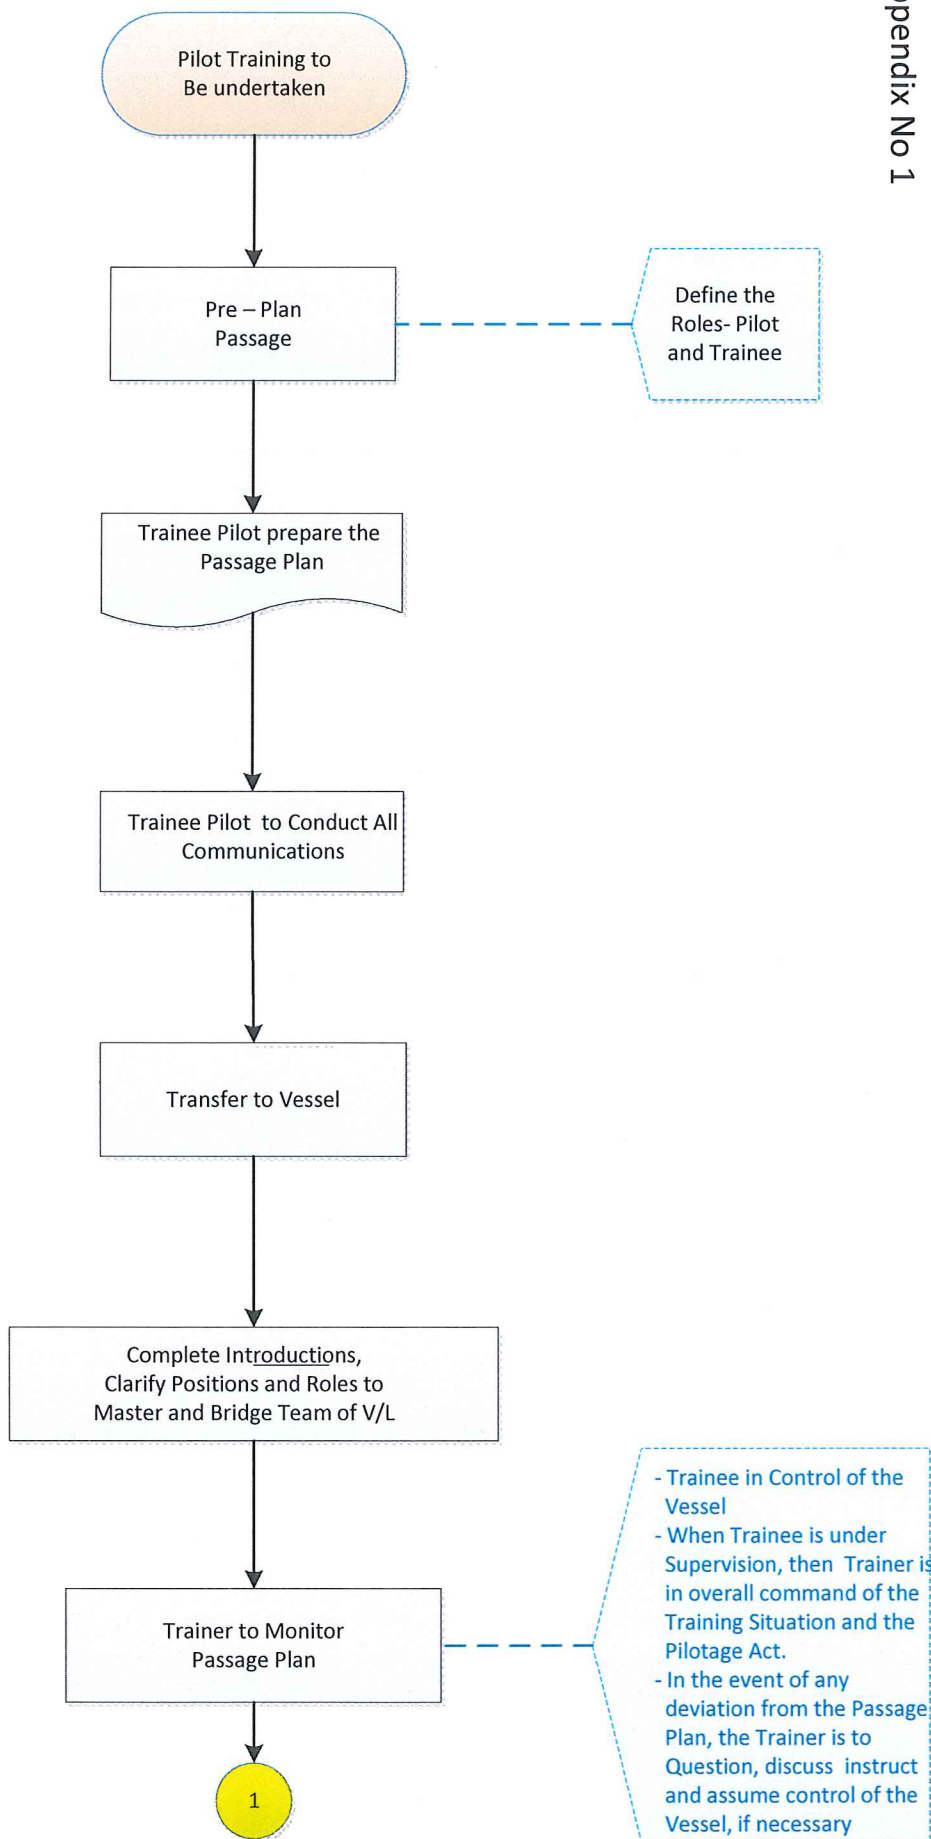 ppendix No 1
Pilot Training to
Be undertaken
Pre – Plan
Passage
Define the
Roles- Pilot
and Trainee
Trainee Pilot prepare the
Passage Plan
Trainee Pilot  to Conduct All
Communications
Transfer to Vessel
Complete Introductions,
Clarify Positions and Roles to
Master and Bridge Team of V/L
Trainer to Monitor
Passage Plan
- Trainee in Control of the
Vessel
- When Trainee is under
Supervision, then  Trainer is
in overall command of the
Training Situation and the
Pilotage Act.
- In the event of any
deviation from the Passage
Plan, the Trainer is to
Question, discuss  instruct
and assume control of the
Vessel, if necessary
1